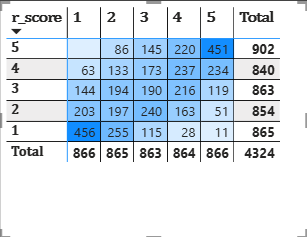 r_score 1 2 3 4 5 Total
5 86 145 220 451 902
4 63 133 173 237 234 840
3 144 194 190 216 119 863
2 203 197 240 163 51 854
1 456 255 115 28 11 865
Total 866 865 863 864 866 4324